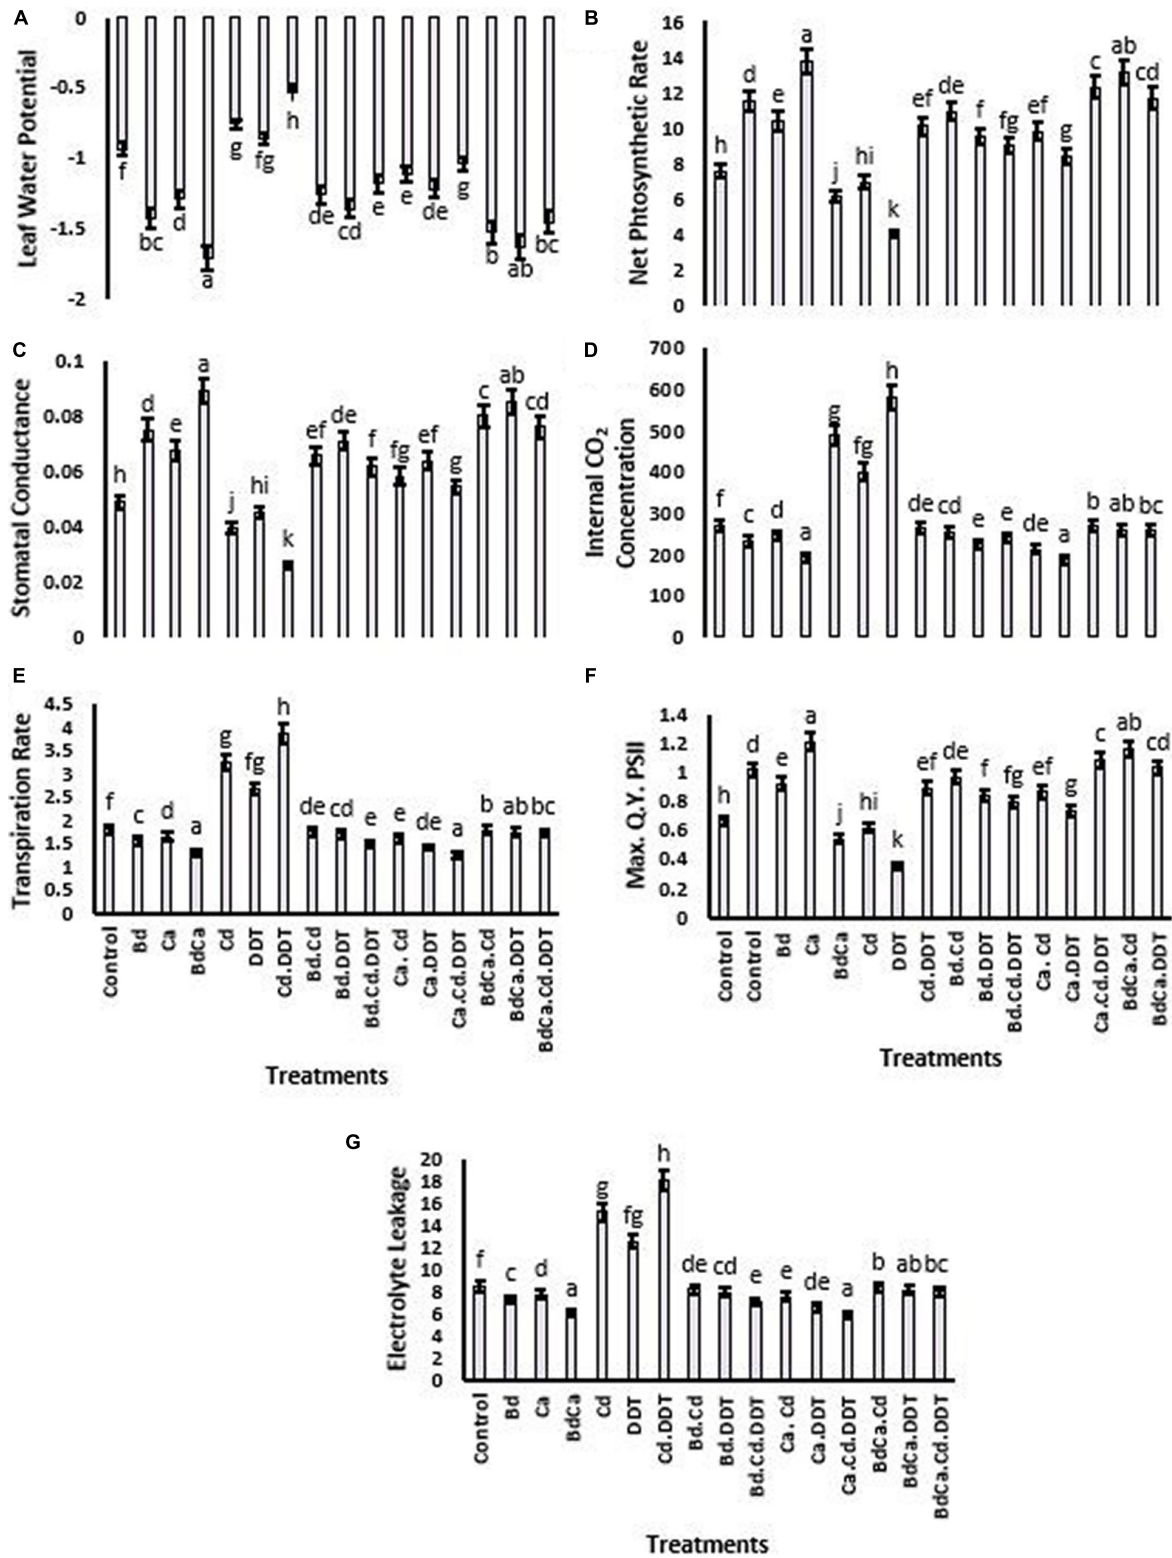 A
Leaf Water Potential
0
-0.5
-1
-1.5
-2
f bc d a g fg h de cd e e de g b ab bc
B
Net Phtosynthetic Rate
16
14
12
10
8
6
4
2
0
h d e a j hi k ef de f fg ef g c ab cd
C
Stomatal Conductance
0.1
0.08
0.06
0.04
0.02
0
h d e a j hi k ef de f fg ef g c ab cd
D
Internal CO₂
Concentration
700
600
500
400
300
200
100
0
f c d a g fg h de cd e e de a b ab bc
E
Transpiration Rate
4.5
4
3.5
3
2.5
2
1.5
1
0.5
0
f c d a g fg h de cd e e de a b ab bc
Control
Bd
Ca
BdCa
Cd
DDT
Cd.DDT
Bd.Cd
Bd.DDT
Bd.Cd.DDT
Ca. Cd
Ca.DDT
Ca.Cd.DDT
BdCa.Cd
BdCa.DDT
BdCa.Cd.DDT
Treatments
F
Max. Q.Y. PSII
1.4
1.2
1
0.8
0.6
0.4
0.2
0
h d e a j hi k ef de f fg ef g c ab cd
Control
Control
Bd
Ca
BdCa
Cd
DDT
Cd.DDT
Bd.Cd
Bd.DDT
Bd.Cd.DDT
Ca. Cd
Ca.DDT
Ca.Cd.DDT
BdCa.Cd
BdCa.DDT
Treatments
G
Electrolyte Leakage
20
18
16
14
12
10
8
6
4
2
0
f c d a g fg h de cd e e de a b ab bc
Control
Bd
Ca
BdCa
Cd
DDT
Cd.DDT
Bd.Cd
Bd.DDT
Bd.Cd.DDT
Ca. Cd
Ca.DDT
Ca.Cd.DDT
BdCa.Cd
BdCa.DDT
BdCa.Cd.DDT
Treatments